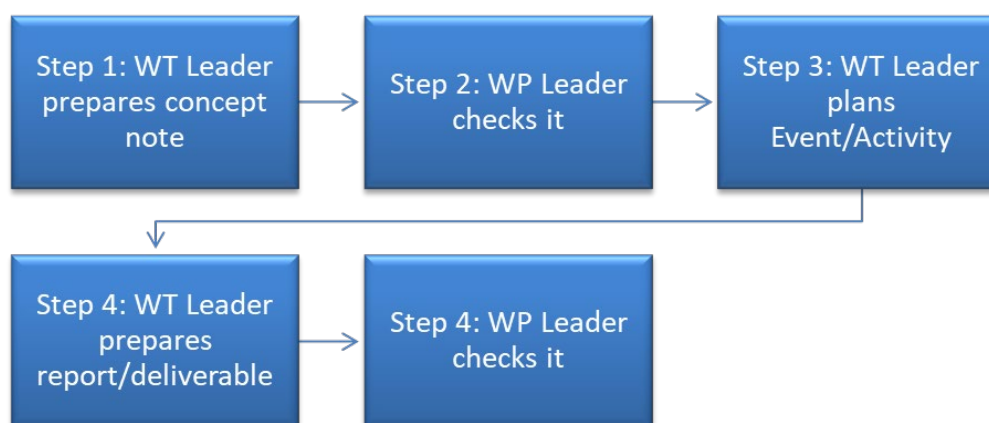 Step 1: WT Leader
prepares concept
note
Step 2: WP Leader
checks it
Step 3: WT Leader
plans
Event/Activity
Step 4: WT Leader
prepares
report/deliverable
Step 4: WP Leader
checks it